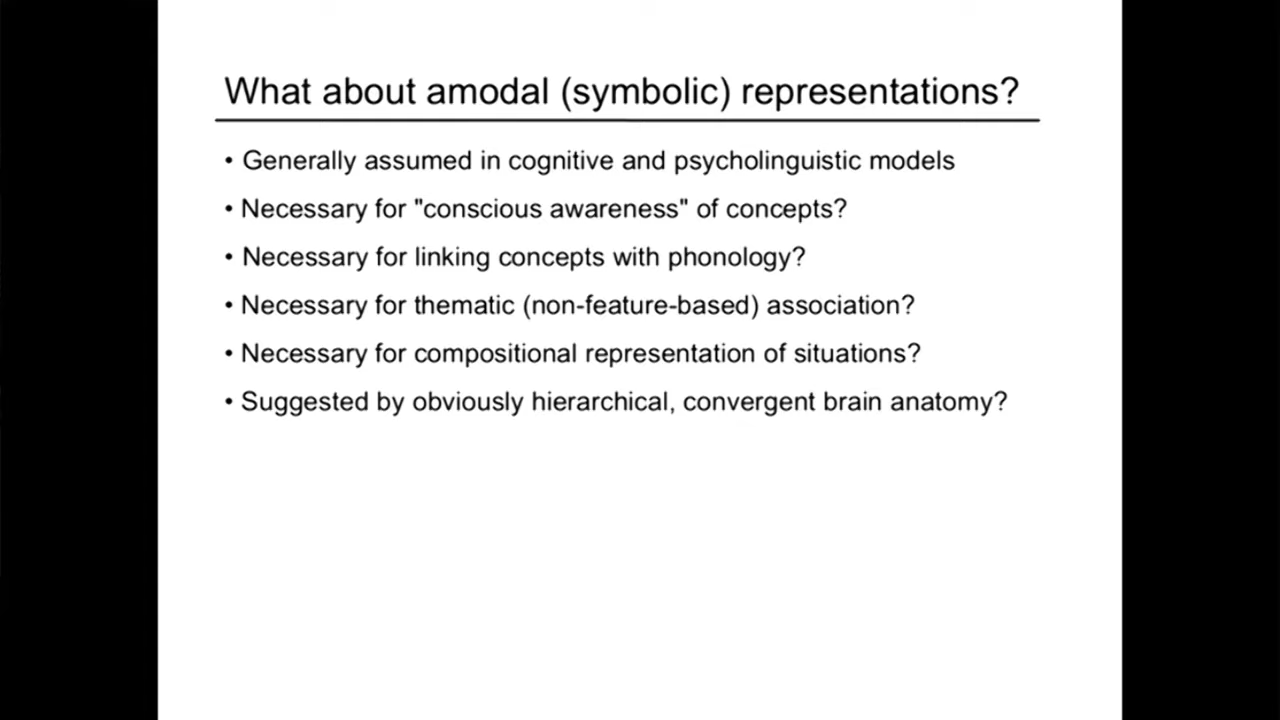 What about amodal (symbolic) representations?
• Generally assumed in cognitive and psycholinguistic models
• Necessary for "conscious awareness" of concepts?
• Necessary for linking concepts with phonology?
• Necessary for thematic (non-feature-based) association?
• Necessary for compositional representation of situations?
• Suggested by obviously hierarchical, convergent brain anatomy?